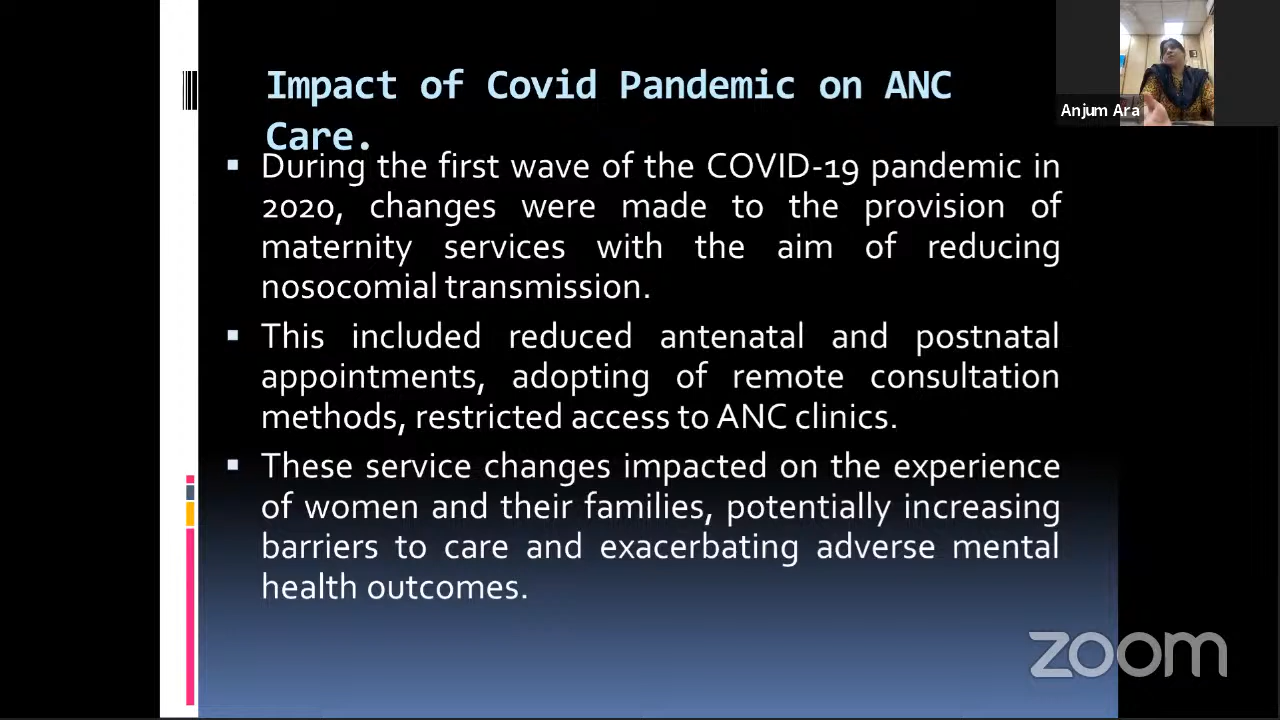 Impact of Covid Pandemic on ANC
Care.
▪ During the first wave of the COVID-19 pandemic in
2020, changes were made to the provision of
maternity services with the aim of reducing
nosocomial transmission.
▪ This included reduced antenatal and postnatal
appointments, adopting of remote consultation
methods, restricted access to ANC clinics.
▪ These service changes impacted on the experience
of women and their families, potentially increasing
barriers to care and exacerbating adverse mental
health outcomes.
Anjum Ara
zoom